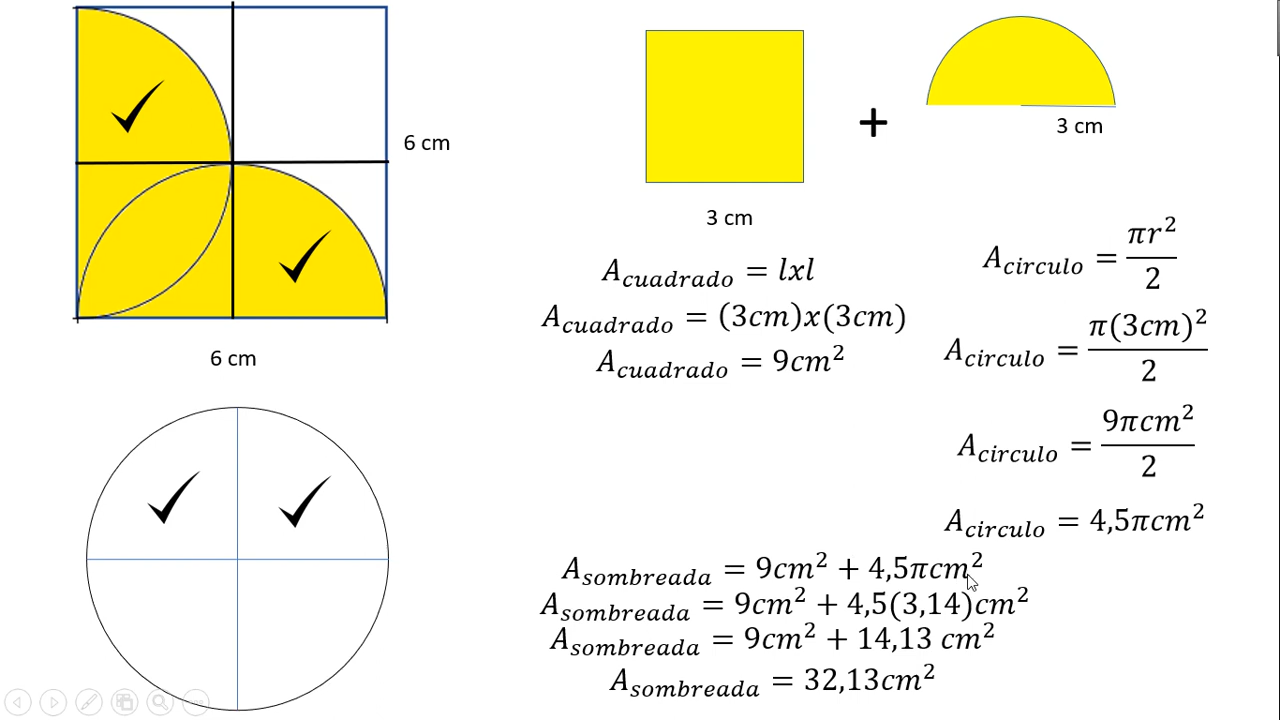 6 cm
6 cm
3 cm
+
3 cm
A_cuadrado = lxl
A_cuadrado = (3cm)x(3cm)
A_cuadrado = 9cm²
A_circulo = πr²/2
A_circulo = π(3cm)²/2
A_circulo = 9πcm²/2
A_circulo = 4,5πcm²
A_sombreada = 9cm² + 4,5πcm²
A_sombreada = 9cm² + 4,5(3,14)cm²
A_sombreada = 9cm² + 14,13 cm²
A_sombreada = 32,13cm²